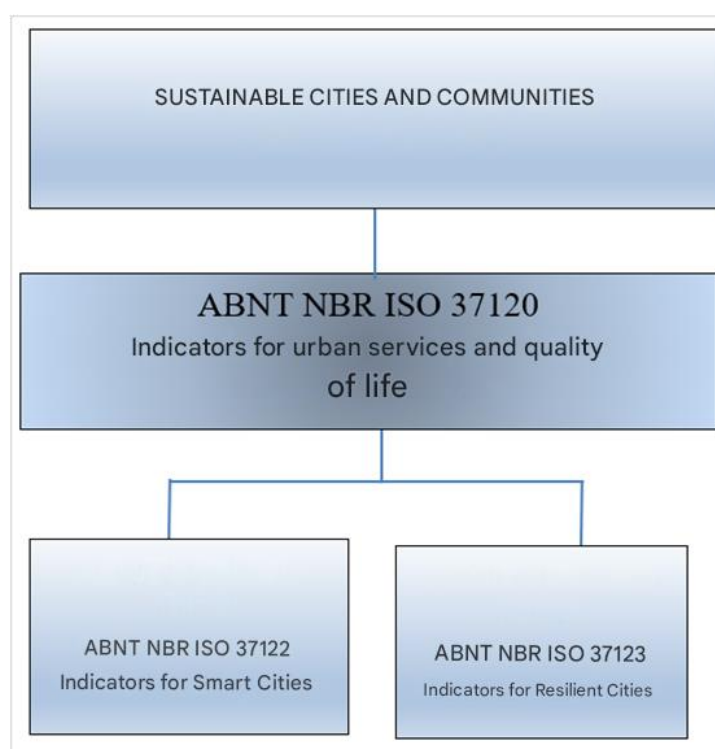 SUSTAINABLE CITIES AND COMMUNITIES
ABNT NBR ISO 37120
Indicators for urban services and quality
of life
ABNT NBR ISO 37122
Indicators for Smart Cities
ABNT NBR ISO 37123
Indicators for Resilient Cities